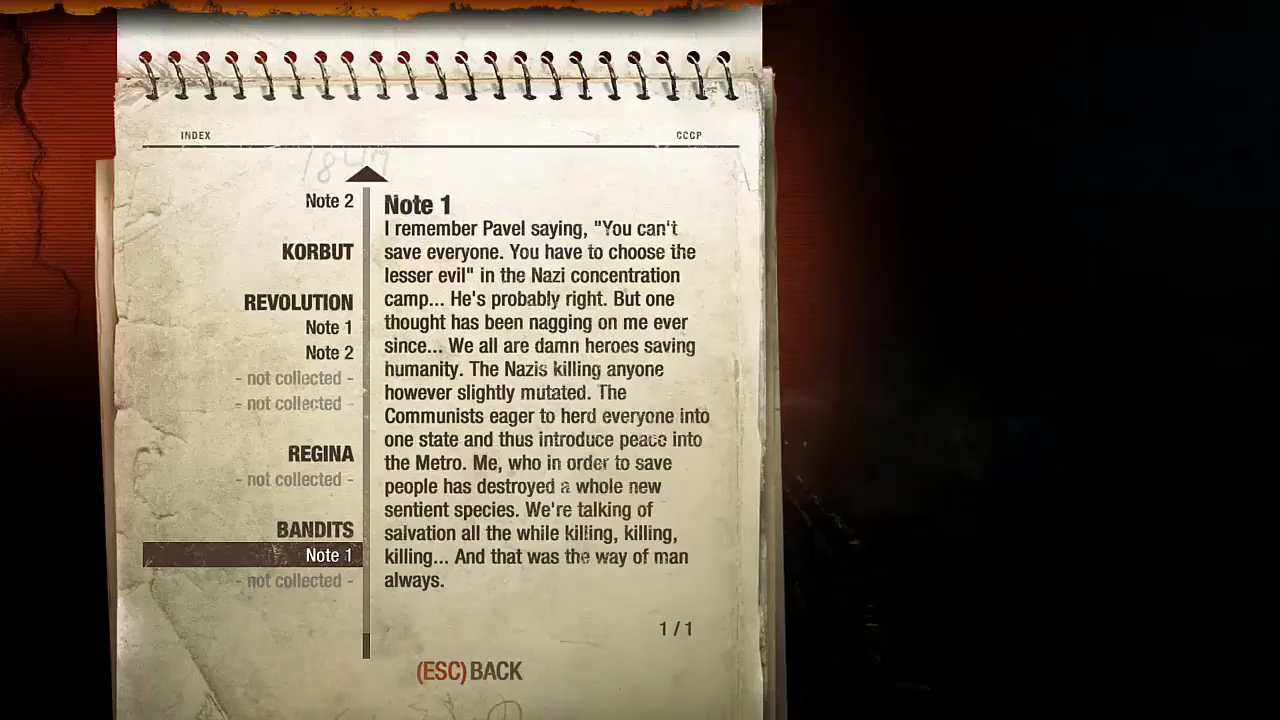 INDEX
CCCP
1847
Note 2
KORBUT
REVOLUTION
Note 1
Note 2
- not collected -
- not collected -
REGINA
- not collected -
BANDITS
Note 1
- not collected -
Note 1
I remember Pavel saying, "You can't
save everyone. You have to choose the
lesser evil" in the Nazi concentration
camp... He's probably right. But one
thought has been nagging on me ever
since... We all are damn heroes saving
humanity. The Nazis killing anyone
however slightly mutated. The
Communists eager to herd everyone into
one state and thus introduce peace into
the Metro. Me, who in order to save
people has destroyed a whole new
sentient species. We're talking of
salvation all the while killing, killing,
killing... And that was the way of man
always.
1 / 1
(ESC) BACK